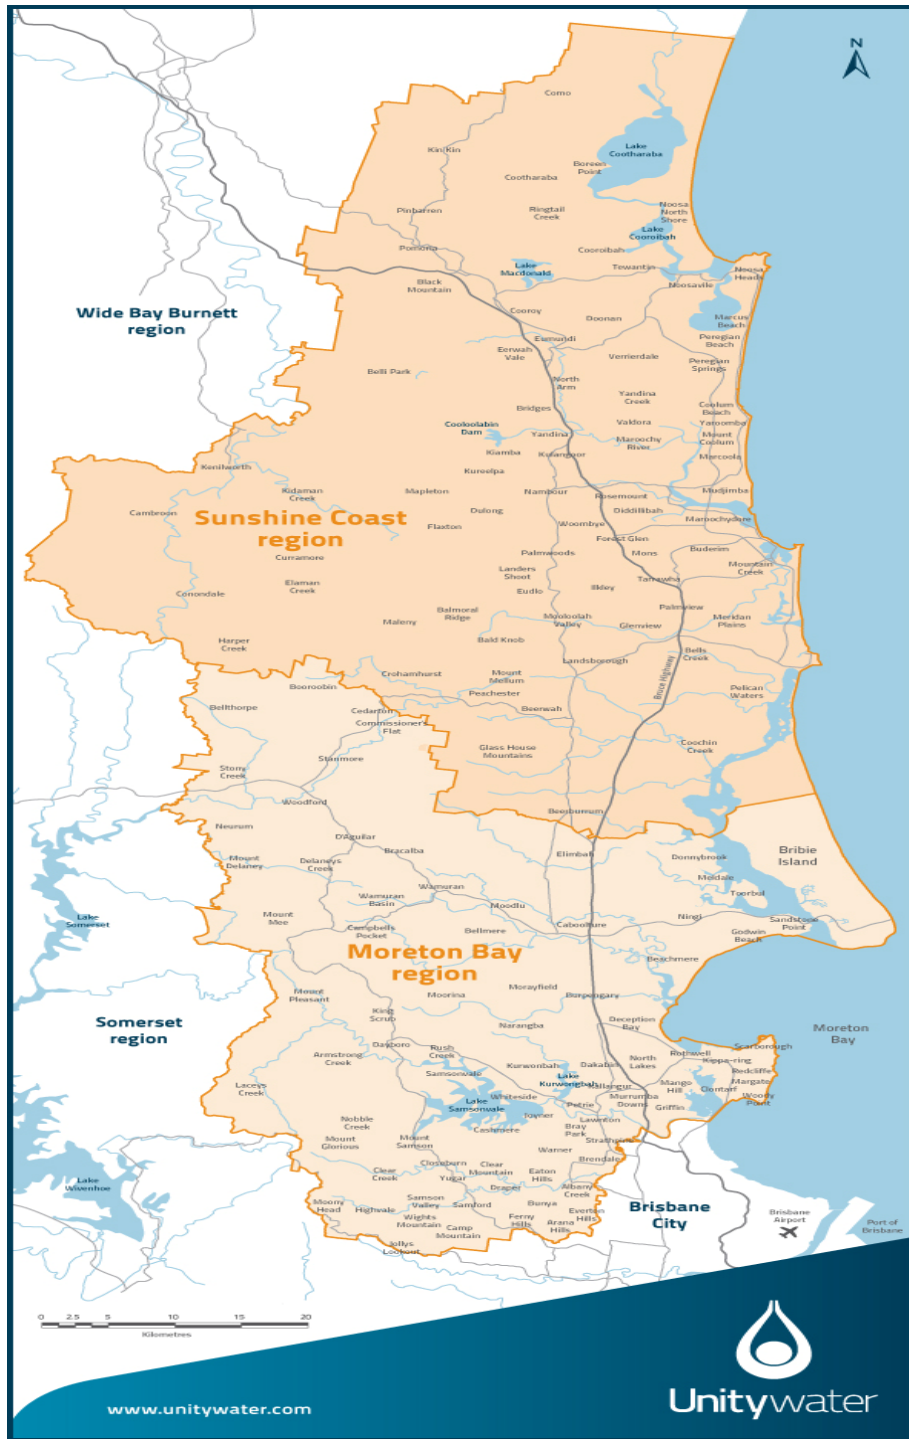 N
Como
Lake
Cootharaba
Kin Kin
Boreen
Point
Cootharaba
Pinbarren
Ringtail
Creek
Noosa
North
Shore
Lake
Cooroibah
Pomona
Cooroibah
Lake
Macdonald
Tewantin
Noosa
Heads
Black
Mountain
Noosaville
Wide Bay Burnett
region
Cooroy
Doonan
Marcus
Beach
Eumundi
Peregian
Beach
Eerwah
Vale
Verrierdale
Peregian
Springs
Belli Park
North
Arm
Yandina
Creek
Bridges
Coolum
Beach
Cooloolabin
Dam
Valdora
Yaroomba
Yandina
Maroochy
River
Mount
Coolum
Kiamba
Kulangoor
Marcoola
Kenilworth
Kureelpa
Kidaman
Creek
Mapleton
Nambour
Rosemount
Mudjimba
Cambroon
Sunshine Coast
region
Dulong
Diddillibah
Flaxton
Woombye
Maroochydore
Forest Glen
Curramore
Palmwoods
Mons
Buderim
Landers
Shoot
Mountain
Creek
Elaman
Creek
Conondale
Eudlo
Ilkley
Tanawha
Balmoral
Ridge
Palmview
Maleny
Mooloolah
Valley
Glenview
Meridan
Plains
Harper
Creek
Bald Knob
Landsborough
Bells
Creek
Bruce Highway
Crohamhurst
Mount
Mellum
Booroobin
Peachester
Pelican
Waters
Bellthorpe
Cedarton
Beerwah
Commissioner's
Flat
Stanmore
Glass House
Mountains
Coochin
Creek
Stony
Creek
Woodford
Beerburrum
Neurum
D'Aguilar
Bracalba
Elimbah
Donnybrook
Bribie
Island
Mount
Delaney
Delaneys
Creek
Meldale
Wamuran
Toorbul
Wamuran
Basin
Moodlu
Lake
Somerset
Mount
Mee
Campbells
Pocket
Bellmere
Caboolture
Ningi
Sandstone
Point
Godwin
Beach
Moreton Bay
region
Beachmere
Mount
Pleasant
Moorina
Morayfield
Burpengary
Somerset
region
King
Scrub
Narangba
Deception
Bay
Moreton
Bay
Dayboro
Rush
Creek
Armstrong
Creek
Kurwongbah
Dakabin
North
Lakes
Rothwell
Scarborough
Kippa-ring
Samsonvale
Lake
Kurwongbah
Redcliffe
Laceys
Creek
Kallangur
Mango
Hill
Clontarf
Margate
Whiteside
Murrumba
Downs
Woody
Point
Lake
Samsonvale
Petrie
Griffin
Nobble
Creek
Joyner
Lawnton
Cashmere
Bray
Park
Mount
Glorious
Mount
Samson
Strathpine
Warner
Brendale
Closeburn
Clear
Creek
Yugar
Clear
Mountain
Eaton
Hills
Lake
Wivenhoe
Draper
Albany
Creek
Moony
Head
Highvale
Samson
Valley
Samford
Bunya
Everton
Hills
Brisbane
City
Wights
Mountain
Camp
Mountain
Ferny
Hills
Arana
Hills
Brisbane
Airport
Port of
Brisbane
Jollys
Lookout
0 2.5 5 10 15 20
Kilometres
www.unitywater.com
Unitywater